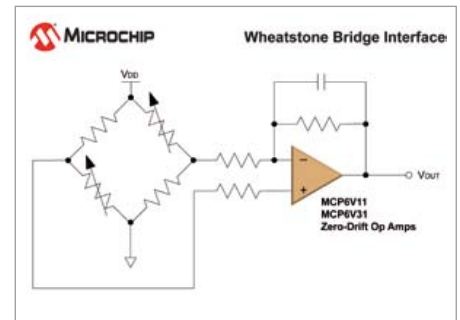 MICROCHIP
Wheatstone Bridge Interface
VDD
VOUT
MCP6V11
MCP6V31
Zero-Drift Op Amps